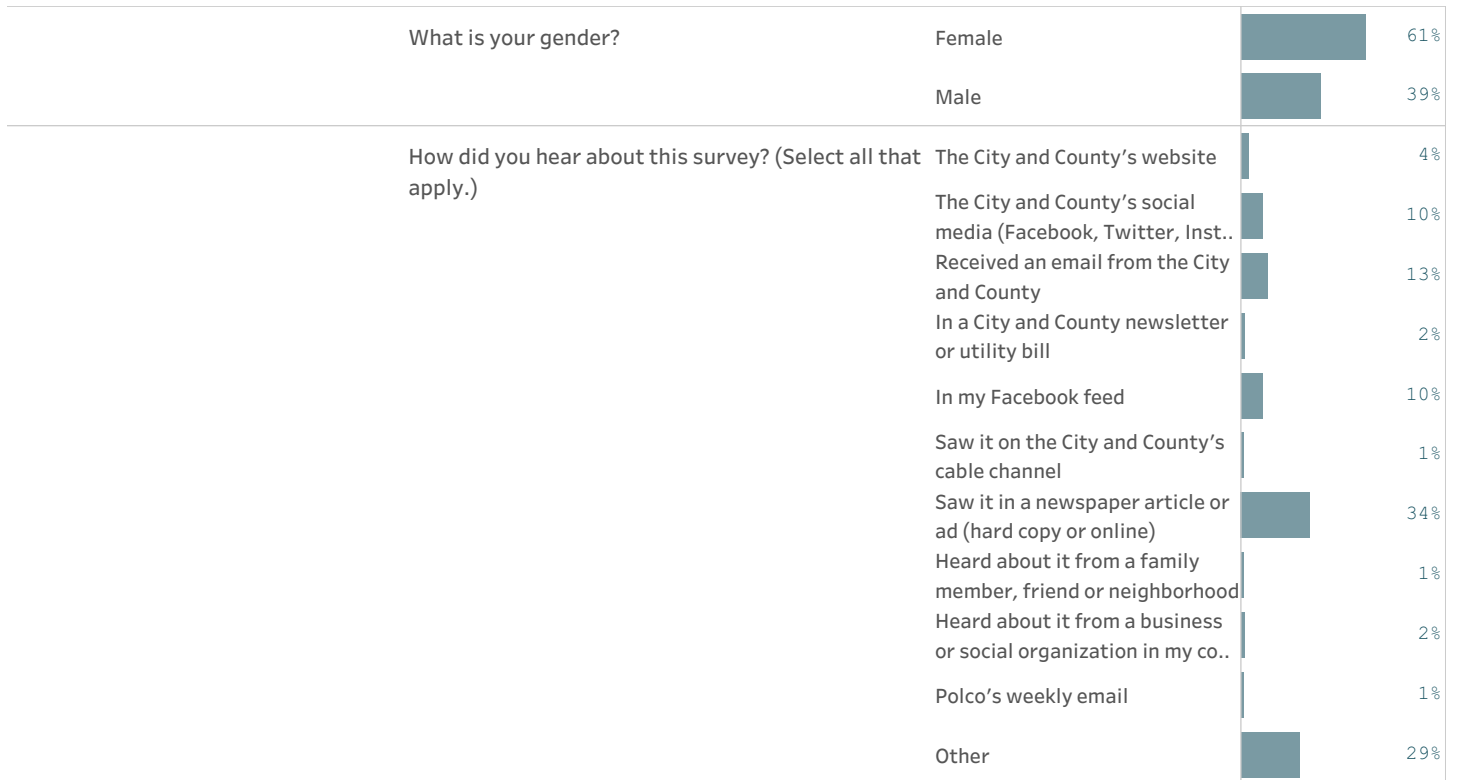 What is your gender?
Female
61%
Male
39%
How did you hear about this survey? (Select all that
apply.)
The City and County’s website
4%
The City and County’s social
media (Facebook, Twitter, Inst..
10%
Received an email from the City
and County
13%
In a City and County newsletter
or utility bill
2%
In my Facebook feed
10%
Saw it on the City and County’s
cable channel
1%
Saw it in a newspaper article or
ad (hard copy or online)
34%
Heard about it from a family
member, friend or neighborhood
1%
Heard about it from a business
or social organization in my co..
2%
Polco’s weekly email
1%
Other
29%